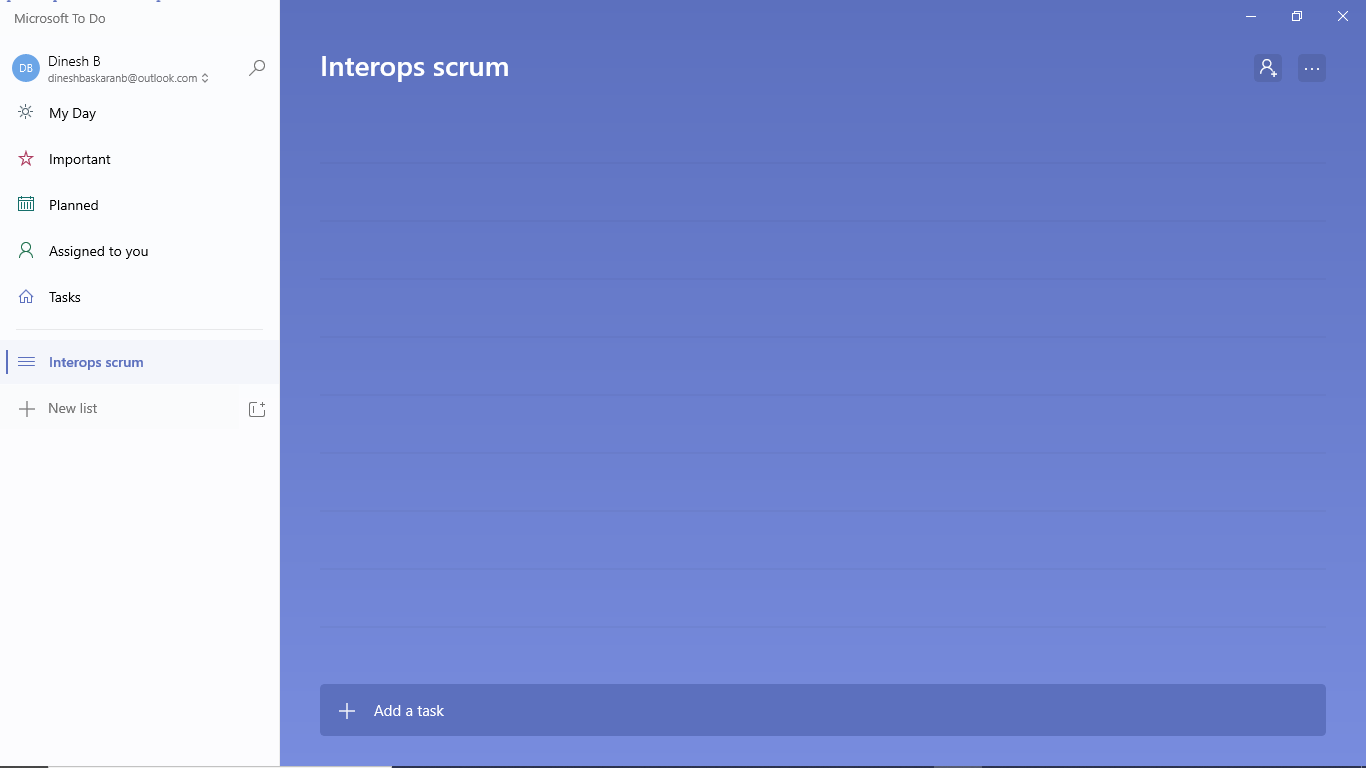 Microsoft To Do
DB
Dinesh B
dineshbaskaranb@outlook.com
My Day
Important
Planned
Assigned to you
Tasks
Interops scrum
New list
Interops scrum
Add a task